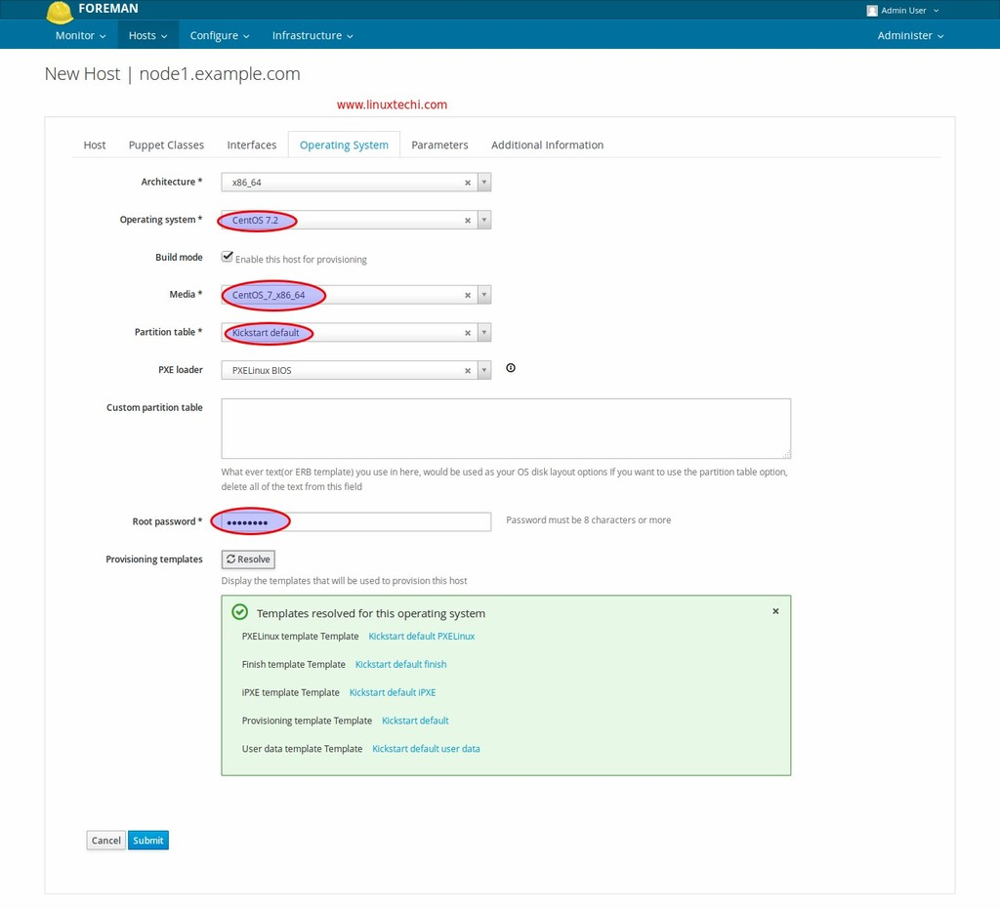 FOREMAN
Admin User
Monitor Hosts Configure Infrastructure Administer
New Host | node1.example.com
www.linuxtechi.com
Host Puppet Classes Interfaces Operating System Parameters Additional Information
Architecture * x86_64
Operating system * CentOS 7.2
Build mode Enable this host for provisioning
Media * CentOS_7_x86_64
Partition table * Kickstart default
PXE loader PXELinux BIOS
Custom partition table
What ever text(or ERB template) you use in here, would be used as your OS disk layout options If you want to use the partition table option,
delete all of the text from this field
Root password * ●●●●●●●● Password must be 8 characters or more
Provisioning templates Resolve
Display the templates that will be used to provision this host
Templates resolved for this operating system
PXELinux template Template Kickstart default PXELinux
Finish template Template Kickstart default finish
iPXE template Template Kickstart default iPXE
Provisioning template Template Kickstart default
User data template Template Kickstart default user data
Cancel Submit